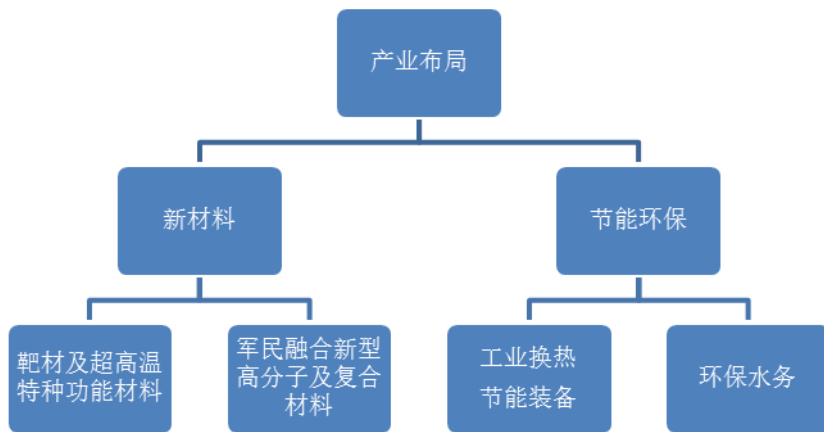 产业布局
新材料
节能环保
靶材及超高温
特种功能材料
军民融合新型
高分子及复合
材料
工业换热
节能装备
环保水务